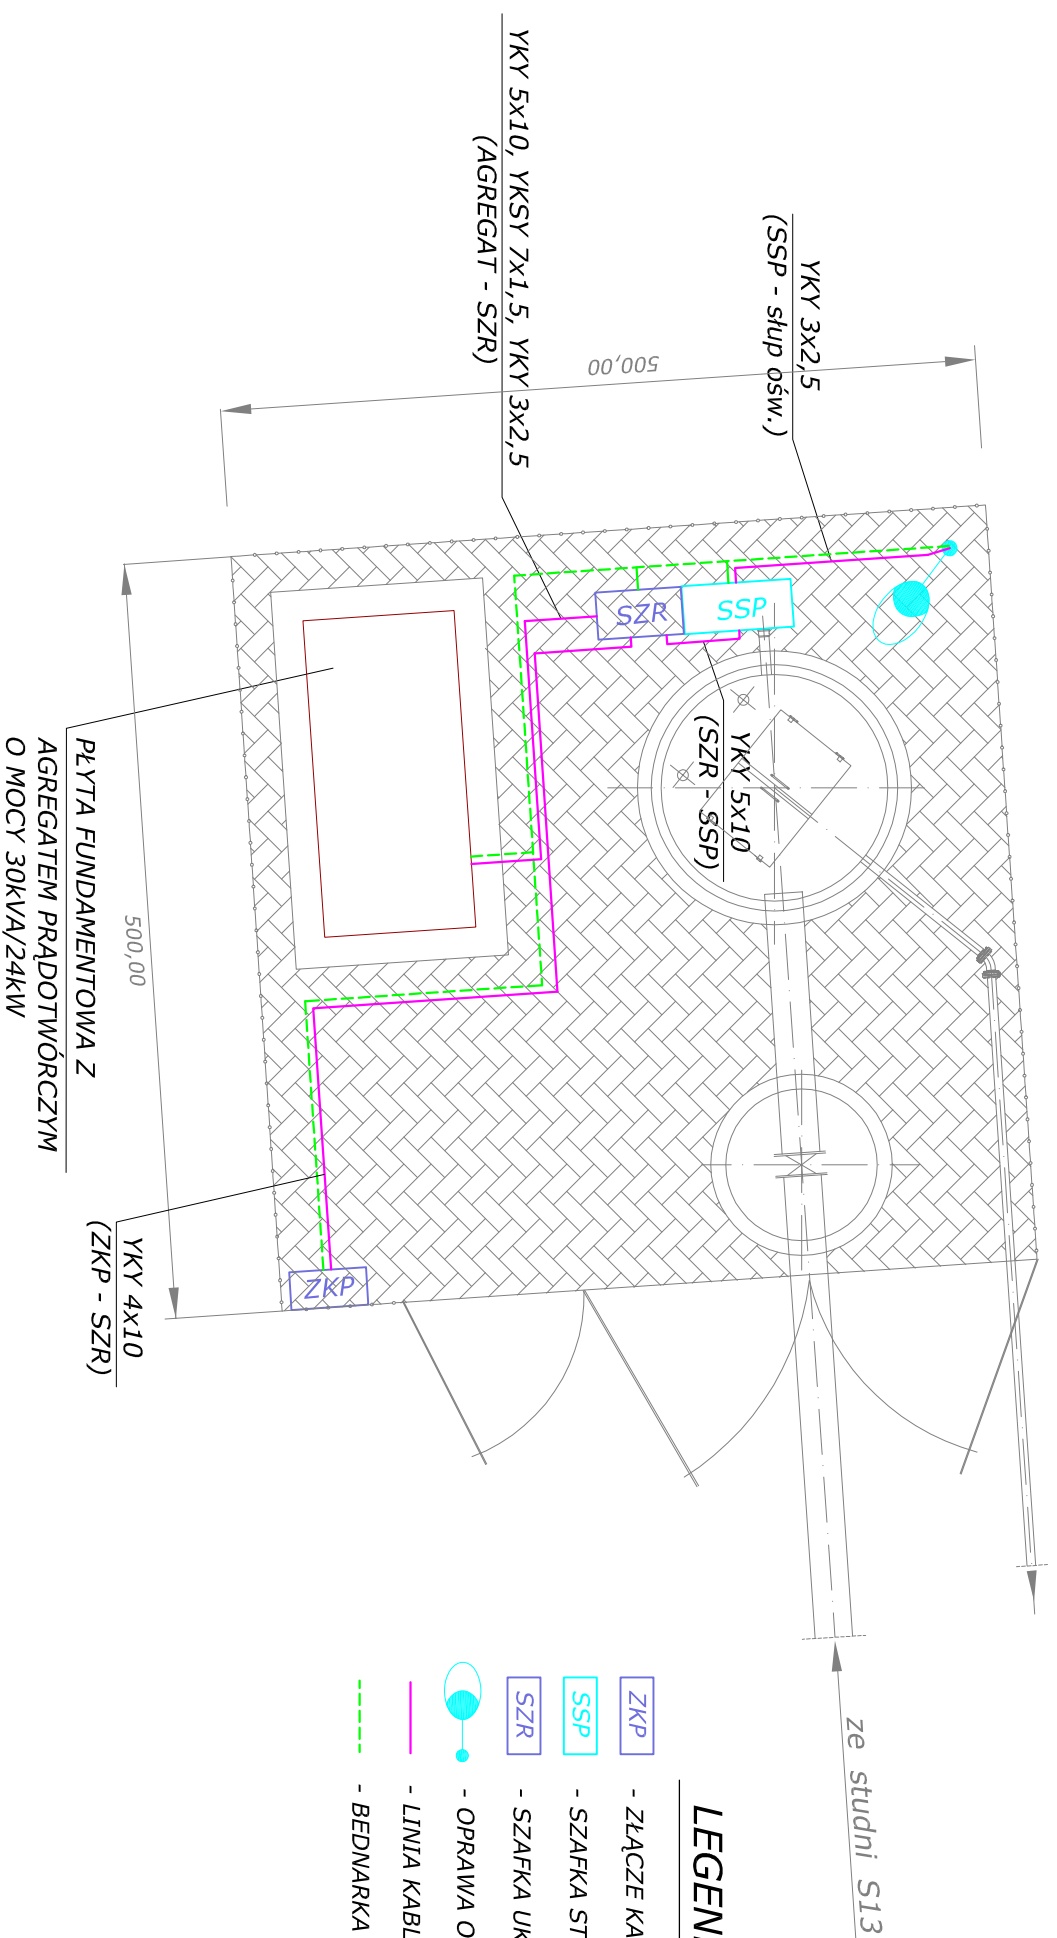 YKY 3x2,5
(SSP - słup ośw.)
YKY 5x10, YKSY 7x1,5, YKY 3x2,5
(AGREGAT - SZR)
500,00
SZR
SSP
YKY 5x10
(SZR - SSP)
500,00
PŁYTA FUNDAMENTOWA Z
AGREGATEM PRĄDOTWÓRCZYM
O MOCY 30kVA/24kW
YKY 4x10
(ZKP - SZR)
ZKP
ze studni S13
LEGEN
ZKP - ZŁĄCZE KA
SSP - SZAFKA ST
SZR - SZAFKA UK
- OPRAWA O
- LINIA KABL
- BEDNARKA